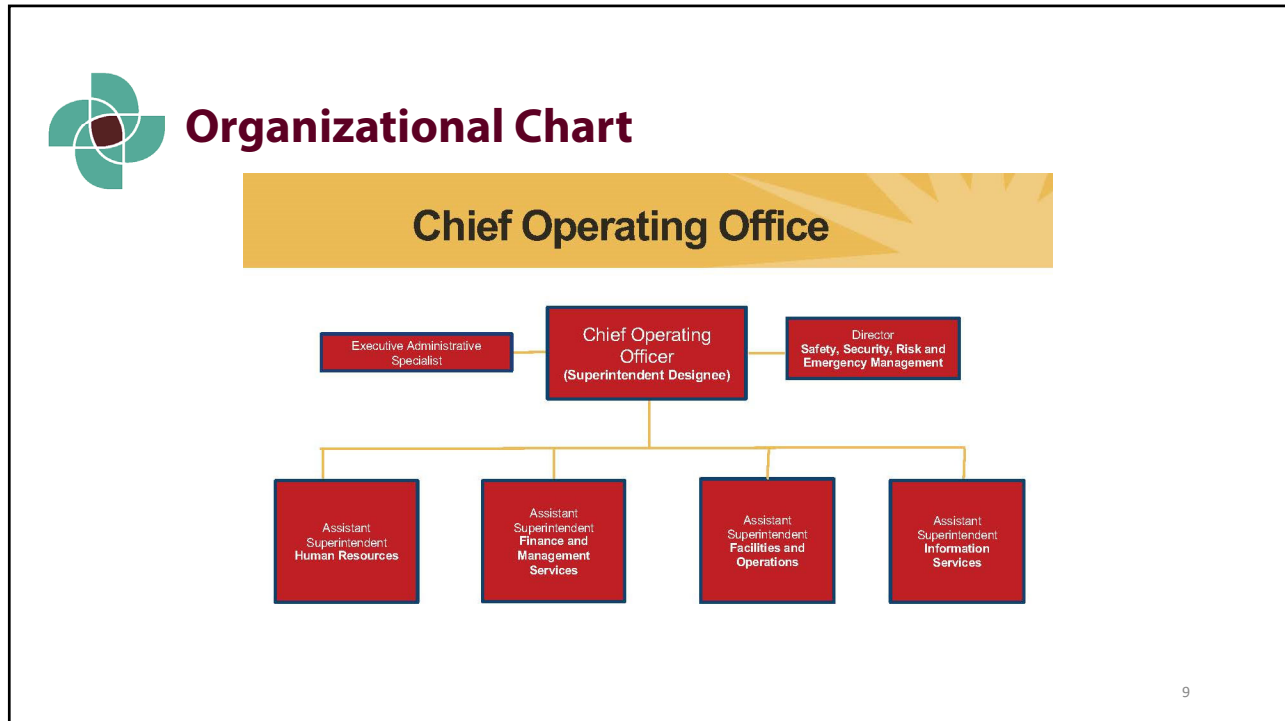 Organizational Chart
Chief Operating Office
Executive Administrative
Specialist
Chief Operating
Officer
(Superintendent Designee)
Director
Safety, Security, Risk and
Emergency Management
Assistant
Superintendent
Human Resources
Assistant
Superintendent
Finance and
Management
Services
Assistant
Superintendent
Facilities and
Operations
Assistant
Superintendent
Information
Services
9